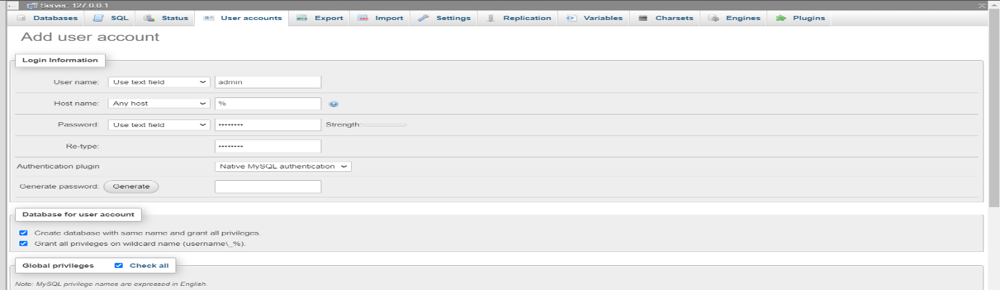 Server: 127.0.0.1
Databases SQL Status User accounts Export Import Settings Replication Variables Charsets Engines Plugins
Add user account
Login Information
User name: Use text field admin
Host name: Any host %
Password: Use text field •••••••• Strength:
Re-type: ••••••••
Authentication plugin Native MySQL authentication
Generate password: Generate
Database for user account
Create database with same name and grant all privileges.
Grant all privileges on wildcard name (username\_%).
Global privileges Check all
Note: MySQL privilege names are expressed in English.